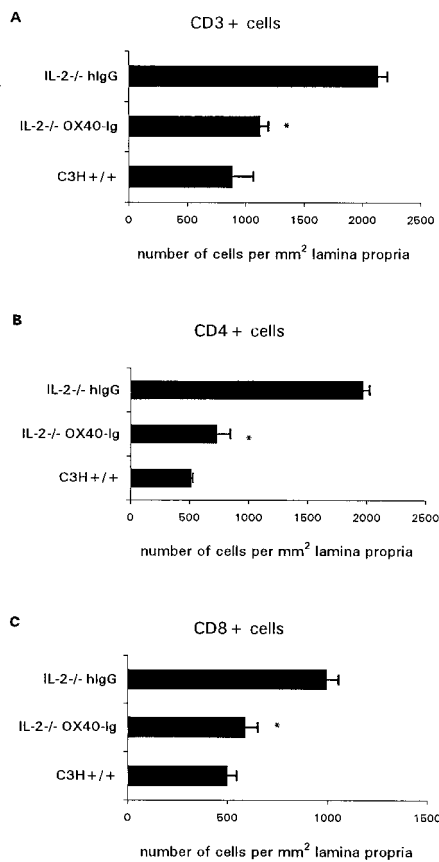 A
CD3+ cells
IL-2-/- hIgG
IL-2-/- OX40-Ig
*
C3H+/+
0 500 1000 1500 2000 2500
number of cells per mm² lamina propria
B
CD4+ cells
IL-2-/- hIgG
IL-2-/- OX40-Ig
*
C3H+/+
0 500 1000 1500 2000 2500
number of cells per mm² lamina propria
C
CD8+ cells
IL-2-/- hIgG
IL-2-/- OX40-Ig
*
C3H+/+
0 500 1000 1500
number of cells per mm² lamina propria